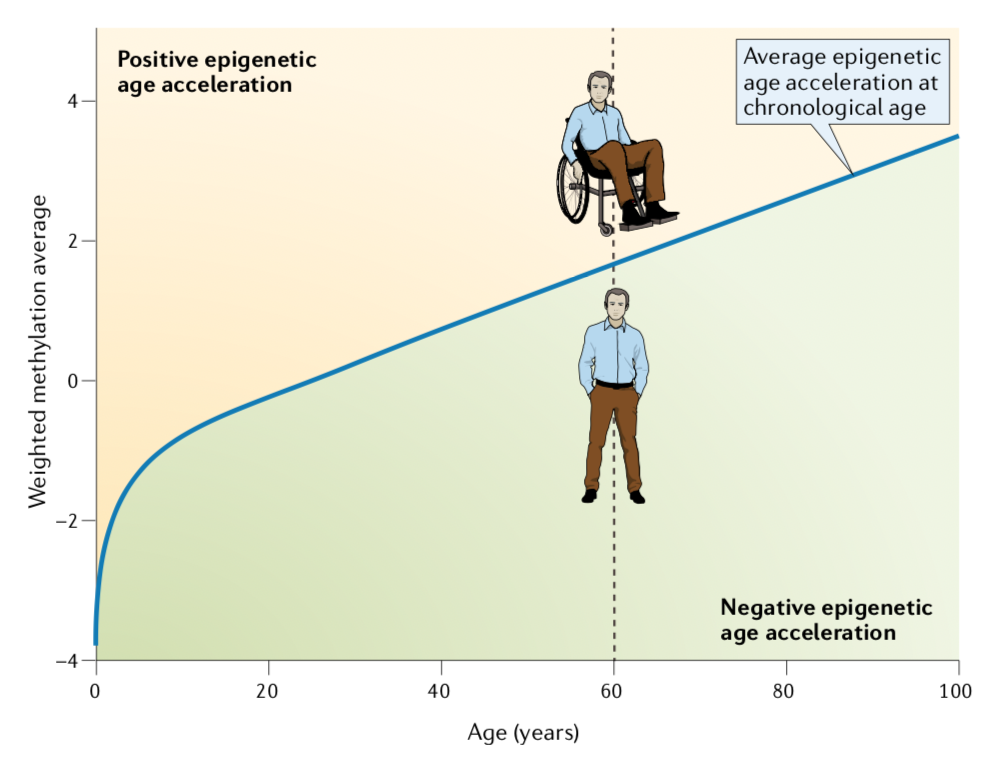 Positive epigenetic
age acceleration
Average epigenetic
age acceleration at
chronological age
4
2
0
–2
–4
Weighted methylation average
Negative epigenetic
age acceleration
0
20
40
60
80
100
Age (years)